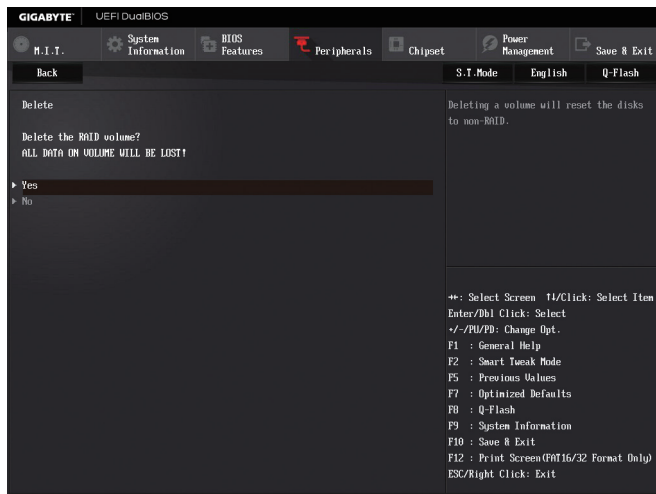 GIGABYTE™ UEFI DualBIOS
M.I.T. System Information BIOS Features Peripherals Chipset Power Management Save & Exit
Back S.T.Mode English Q-Flash
Delete
Delete the RAID volume?
ALL DATA ON VOLUME WILL BE LOST!
Yes
No
Deleting a volume will reset the disks
to non-RAID.
→←: Select Screen ↑↓/Click: Select Item
Enter/Dbl Click: Select
+/-/PU/PD: Change Opt.
F1 : General Help
F2 : Smart Tweak Mode
F5 : Previous Values
F7 : Optimized Defaults
F8 : Q-Flash
F9 : System Information
F10 : Save & Exit
F12 : Print Screen(FAT16/32 Format Only)
ESC/Right Click: Exit